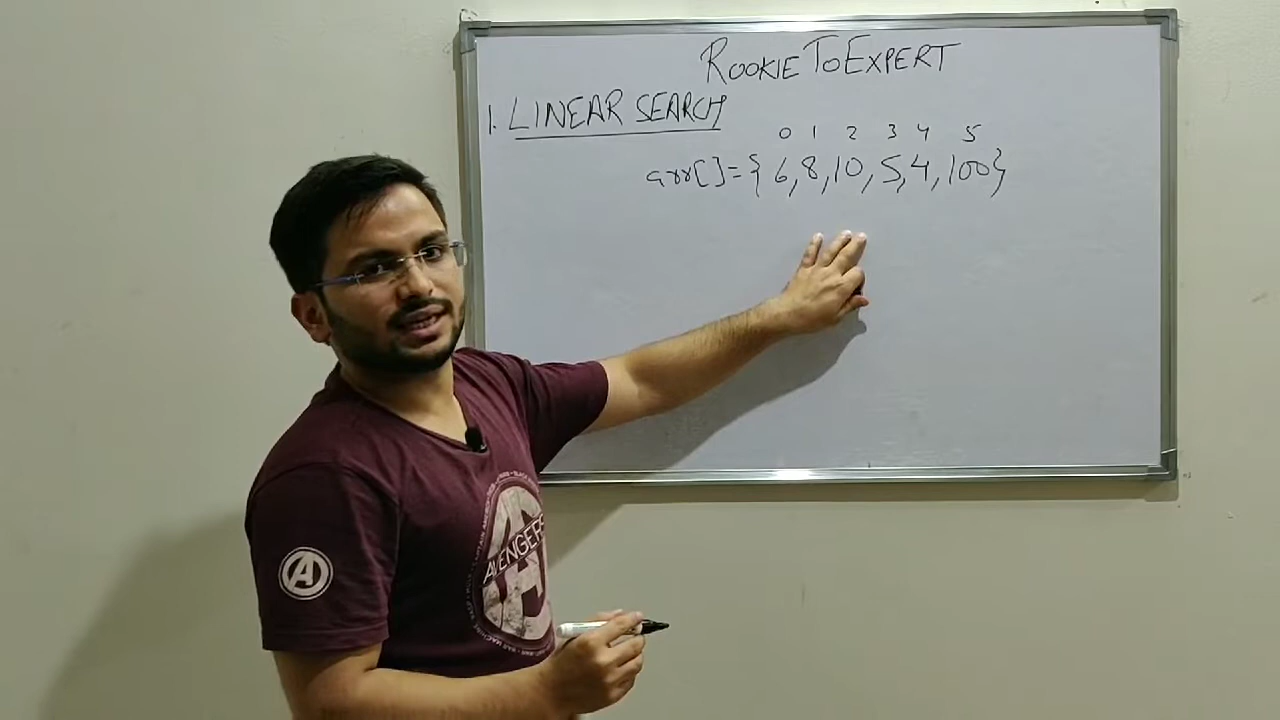 ROOKIETOEXPERT
1. LINEAR SEARCH
0 1 2 3 4 5
arr[]={6,8,10,5,4,100}
AVENGERS
A